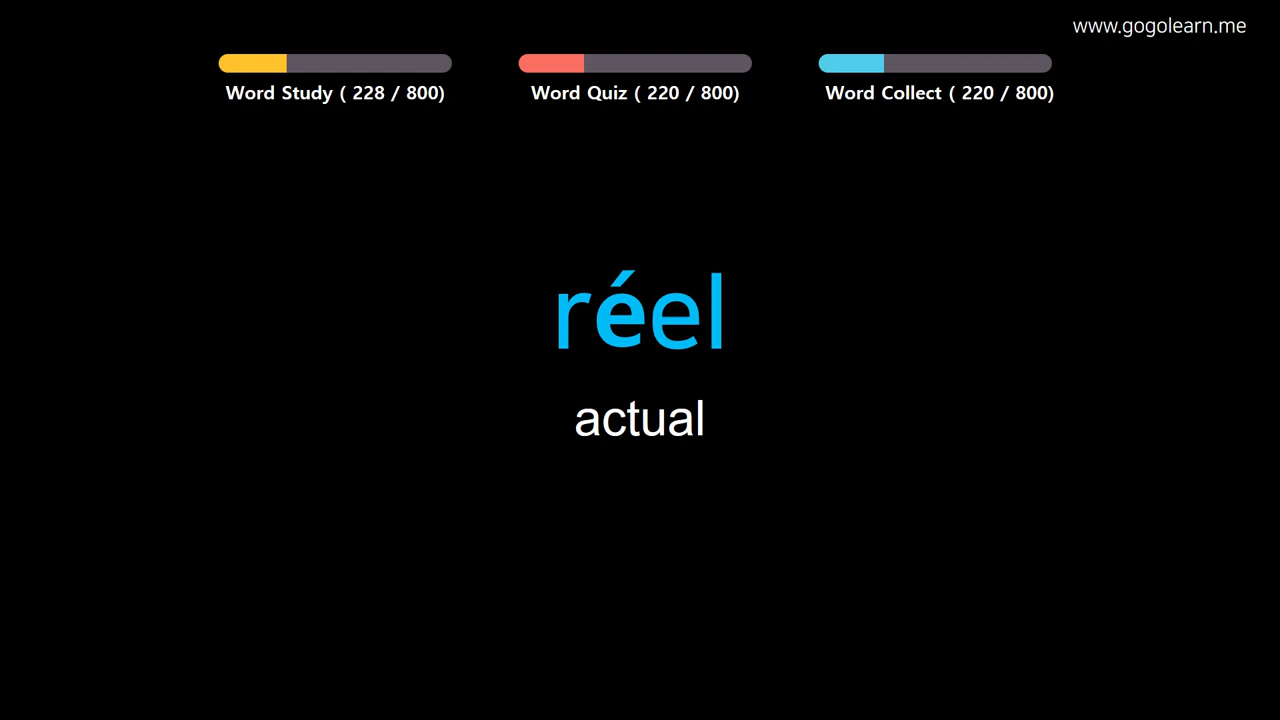 www.gogolearn.me
Word Study ( 228 / 800)
Word Quiz ( 220 / 800)
Word Collect ( 220 / 800)
réel
actual